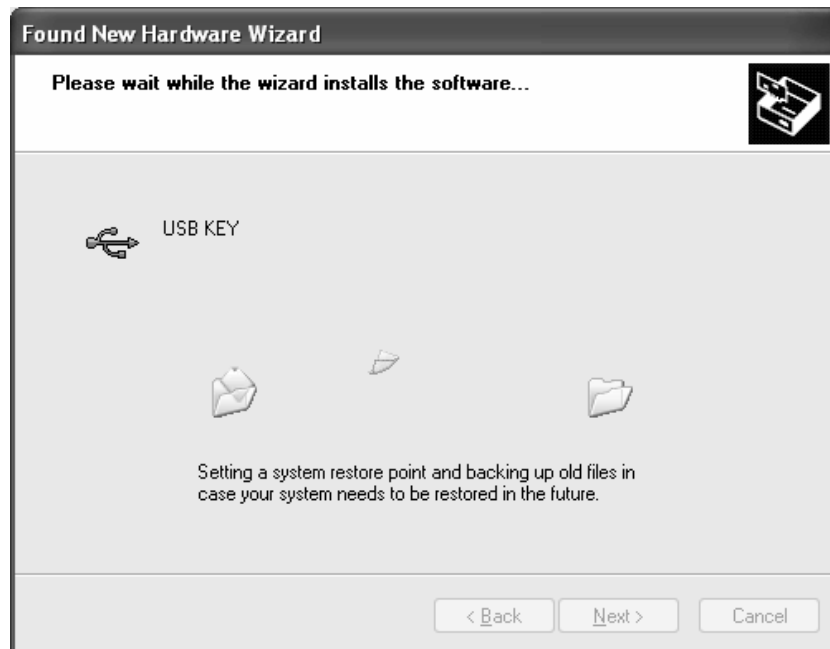 Found New Hardware Wizard
Please wait while the wizard installs the software...
USB KEY
Setting a system restore point and backing up old files in
case your system needs to be restored in the future.
< Back
Next >
Cancel